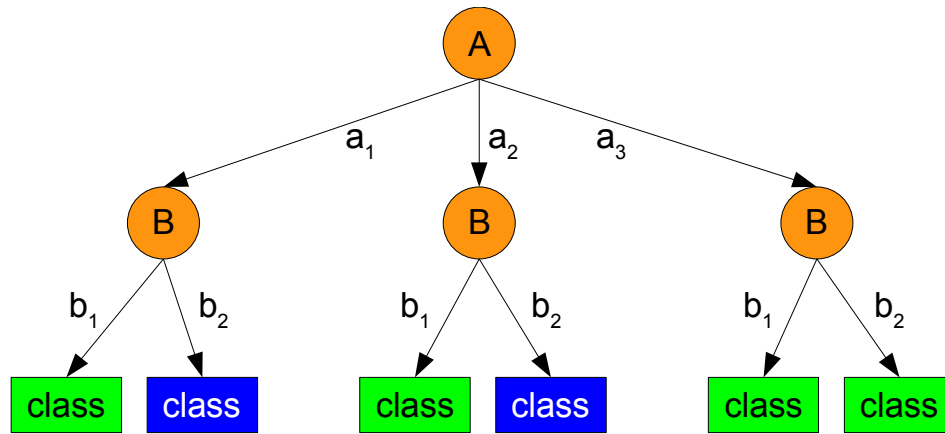 A
a₁ a₂ a₃
B B B
b₁ b₂ b₁ b₂ b₁ b₂
class class class class class class